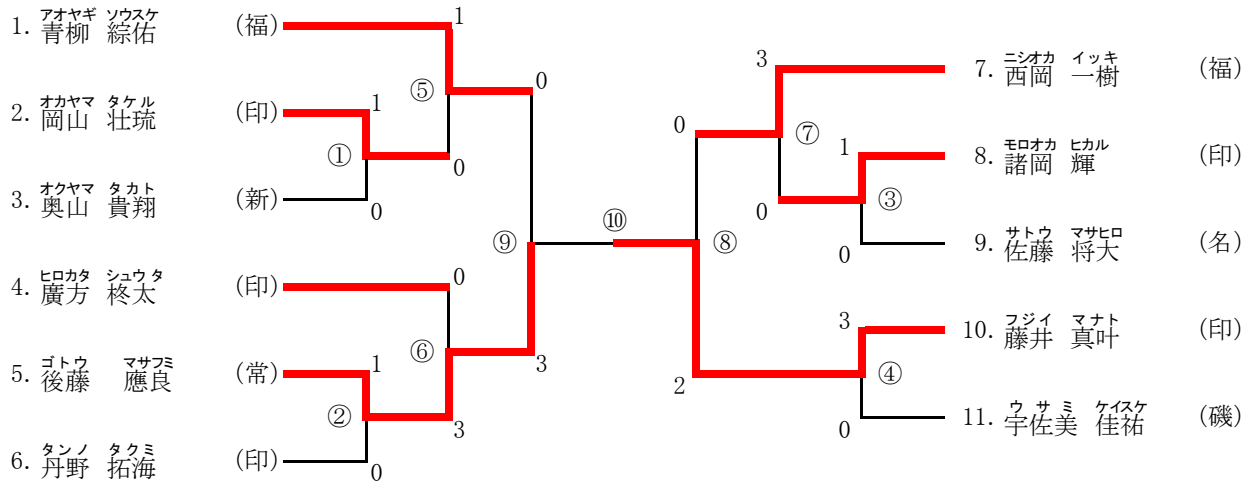 アオヤギ ソウスケ
1. 青柳 綜佑 (福)
オカヤマ タケル
2. 岡山 壮琉 (印)
オクヤマ タカト
3. 奥山 貴翔 (新)
ヒロカタ シュウタ
4. 廣方 柊太 (印)
ゴトウ マサフミ
5. 後藤 應良 (常)
タンノ タクミ
6. 丹野 拓海 (印)
1
⑤
0
1
①
0
0
⑨
0
⑥
3
1
②
3
0
⑩
3
0
⑦
1
0
③
0
⑧
3
2
④
0
ニシオカ イッキ
7. 西岡 一樹 (福)
モロオカ ヒカル
8. 諸岡 輝 (印)
サトウ マサヒロ
9. 佐藤 将大 (名)
フジイ マナト
10. 藤井 真叶 (印)
ウサミ ケイスケ
11. 宇佐美 佳祐 (磯)